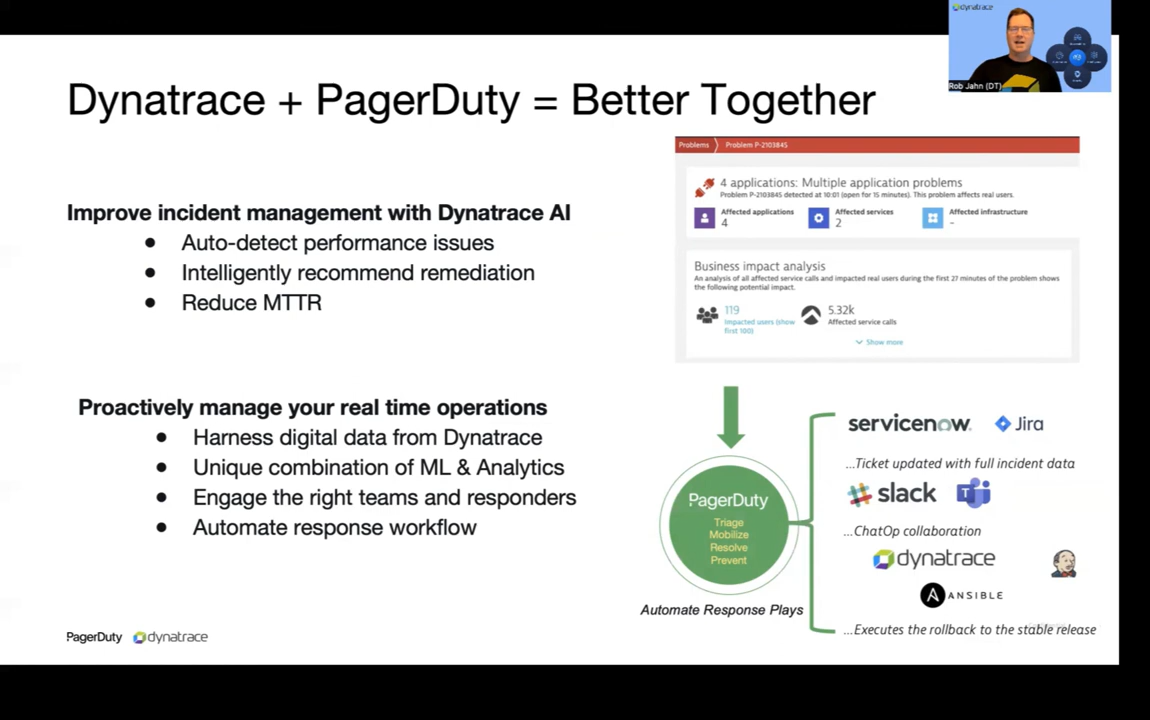 dynatrace
Rob Jahn (DT)
Dynatrace + PagerDuty = Better Together
Improve incident management with Dynatrace AI
● Auto-detect performance issues
● Intelligently recommend remediation
● Reduce MTTR
Proactively manage your real time operations
● Harness digital data from Dynatrace
● Unique combination of ML & Analytics
● Engage the right teams and responders
● Automate response workflow
PagerDuty dynatrace
Problems Problem P-2103845
4 applications: Multiple application problems
Problem P-2103845 detected at 10:01 (open for 15 minutes). This problem affects real users.
Affected applications
4
Affected services
2
Affected infrastructure
-
Business impact analysis
An analysis of all affected service calls and impacted real users during the first 27 minutes of the problem shows
the following potential impact.
119
Impacted users (show
first 100)
5.32k
Affected service calls
Show more
PagerDuty
Triage
Mobilize
Resolve
Prevent
Automate Response Plays
servicenow Jira
...Ticket updated with full incident data
slack
...ChatOp collaboration
dynatrace
ANSIBLE
...Executes the rollback to the stable release